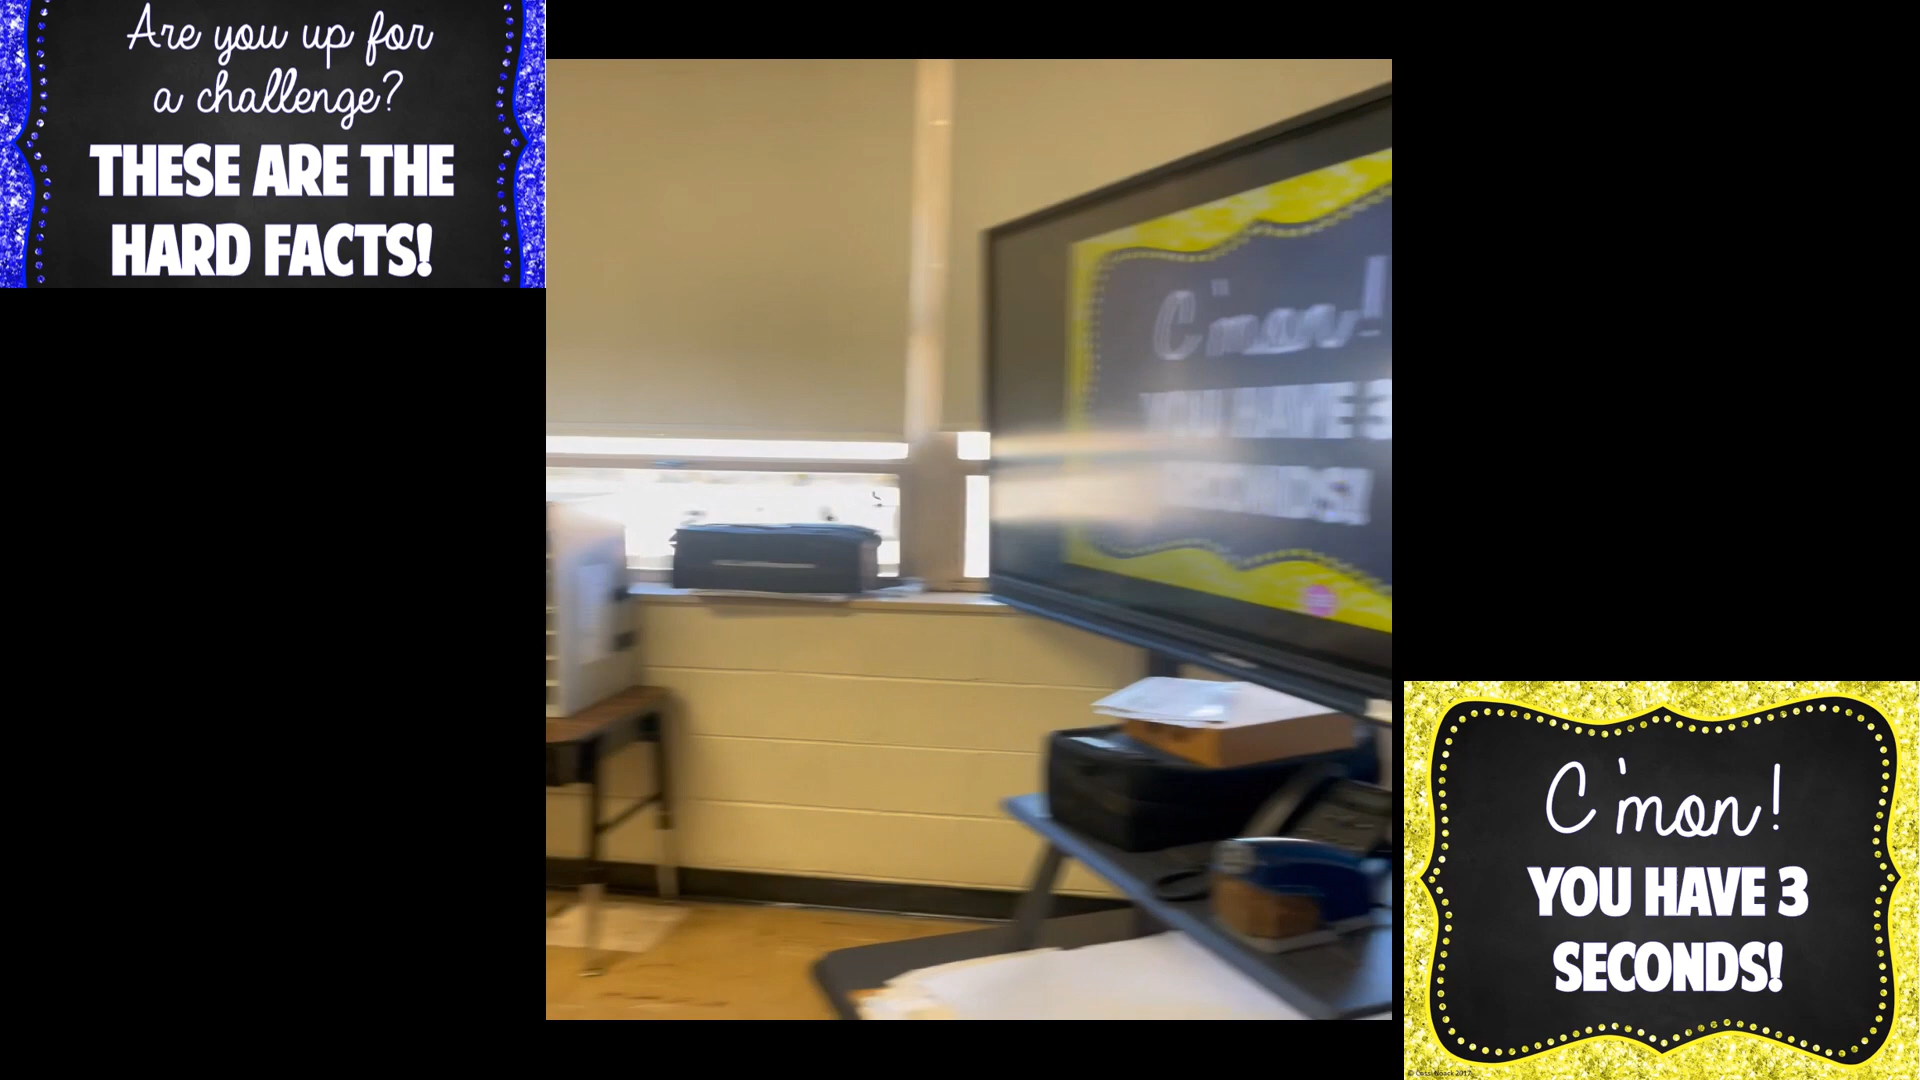 Are you up for
a challenge?
THESE ARE THE
HARD FACTS!
C'mon!
YOU HAVE 3
SECONDS!
C'mon!
YOU HAVE 3
SECONDS!